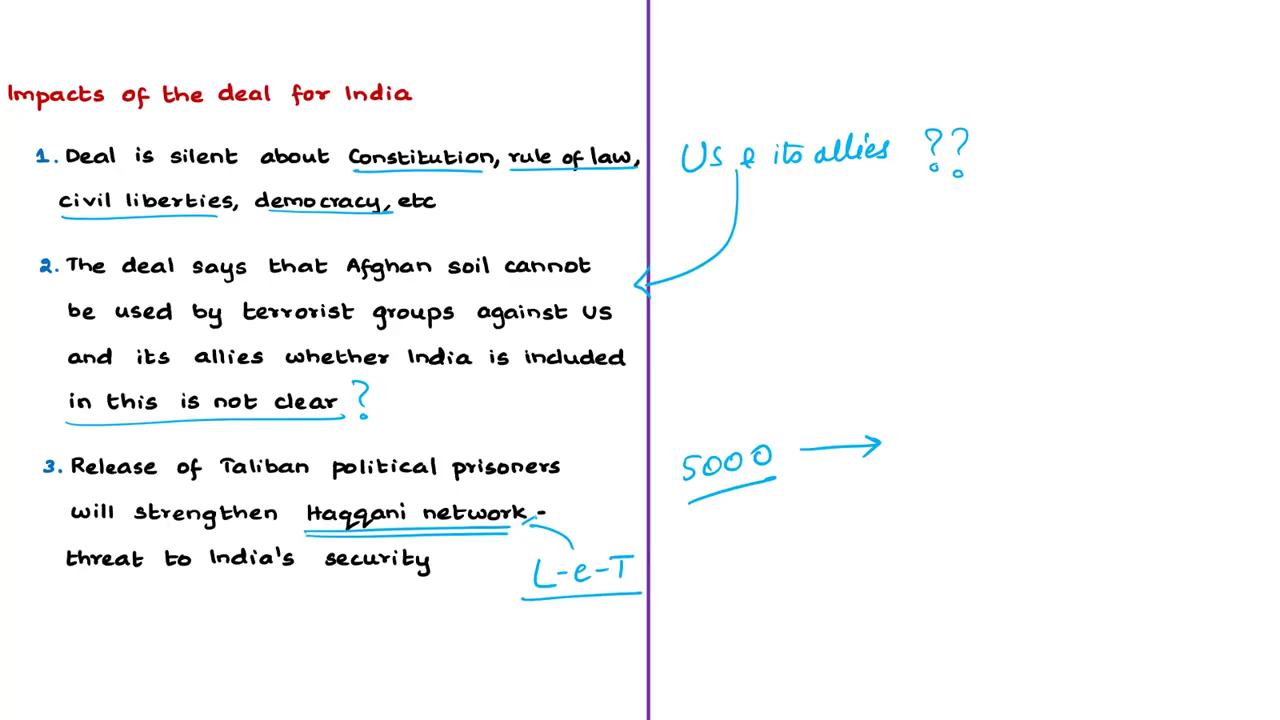 Impacts of the deal for India
1. Deal is silent about Constitution, rule of law,
civil liberties, democracy, etc
2. The deal says that Afghan soil cannot
be used by terrorist groups against US
and its allies whether India is included
in this is not clear ?
3. Release of Taliban political prisoners
will strengthen Haqqani network -
threat to India's security
L-e-T
US & its allies ??
5000 →